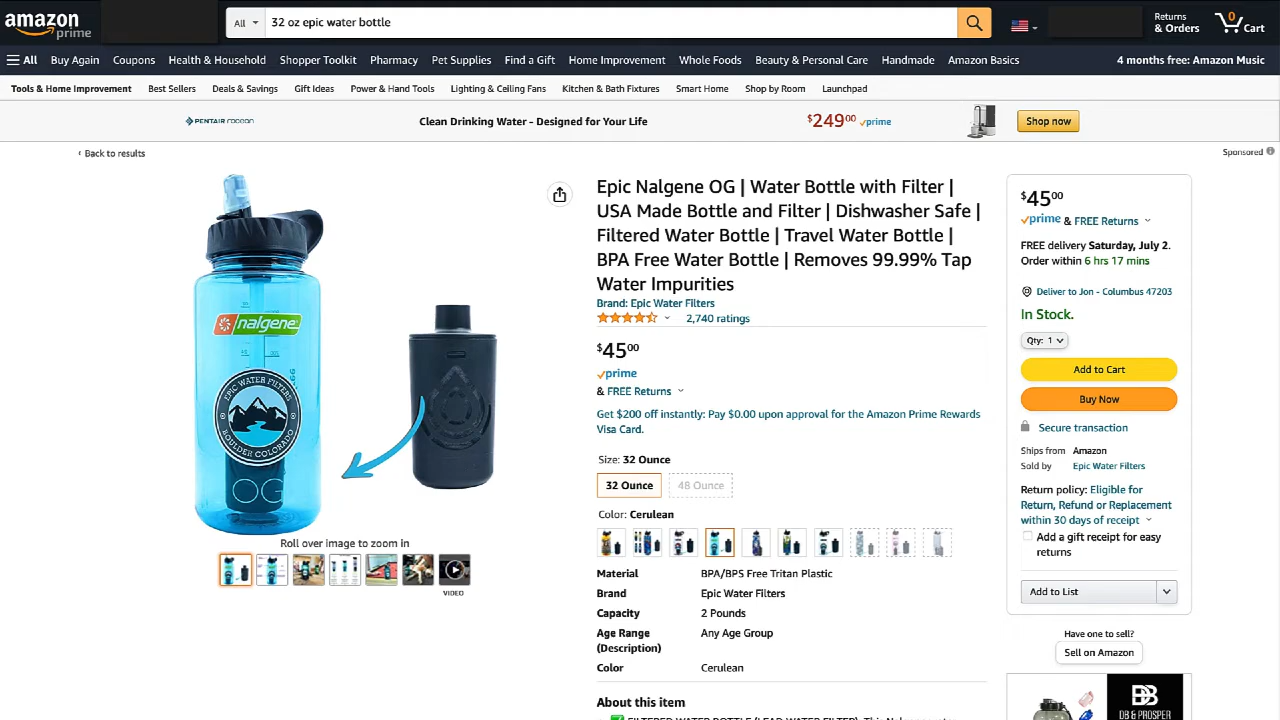 amazon
prime
All
32 oz epic water bottle
Returns
& Orders
0
Cart
All
Buy Again
Coupons
Health & Household
Shopper Toolkit
Pharmacy
Pet Supplies
Find a Gift
Home Improvement
Whole Foods
Beauty & Personal Care
Handmade
Amazon Basics
4 months free: Amazon Music
Tools & Home Improvement
Best Sellers
Deals & Savings
Gift Ideas
Power & Hand Tools
Lighting & Ceiling Fans
Kitchen & Bath Fixtures
Smart Home
Shop by Room
Launchpad
PENTAIR rocean
Clean Drinking Water - Designed for Your Life
$249 00 prime
Shop now
Sponsored
‹ Back to results
nalgene
EPIC WATER FILTERS
BOULDER COLORADO
OG
Roll over image to zoom in
VIDEO
Epic Nalgene OG | Water Bottle with Filter |
USA Made Bottle and Filter | Dishwasher Safe |
Filtered Water Bottle | Travel Water Bottle |
BPA Free Water Bottle | Removes 99.99% Tap
Water Impurities
Brand: Epic Water Filters
2,740 ratings
$45 00
prime
& FREE Returns
Get $200 off instantly: Pay $0.00 upon approval for the Amazon Prime Rewards
Visa Card.
Size: 32 Ounce
32 Ounce
48 Ounce
Color: Cerulean
Material BPA/BPS Free Tritan Plastic
Brand Epic Water Filters
Capacity 2 Pounds
Age Range Any Age Group
(Description)
Color Cerulean
About this item
FILTERED WATER BOTTLE (LEAD WATER FILTER): This Nalgene water
$45 00
prime & FREE Returns
FREE delivery Saturday, July 2.
Order within 6 hrs 17 mins
Deliver to Jon - Columbus 47203
In Stock.
Qty: 1
Add to Cart
Buy Now
Secure transaction
Ships from Amazon
Sold by Epic Water Filters
Return policy: Eligible for
Return, Refund or Replacement
within 30 days of receipt
Add a gift receipt for easy
returns
Add to List
Have one to sell?
Sell on Amazon
DB & PROSPER